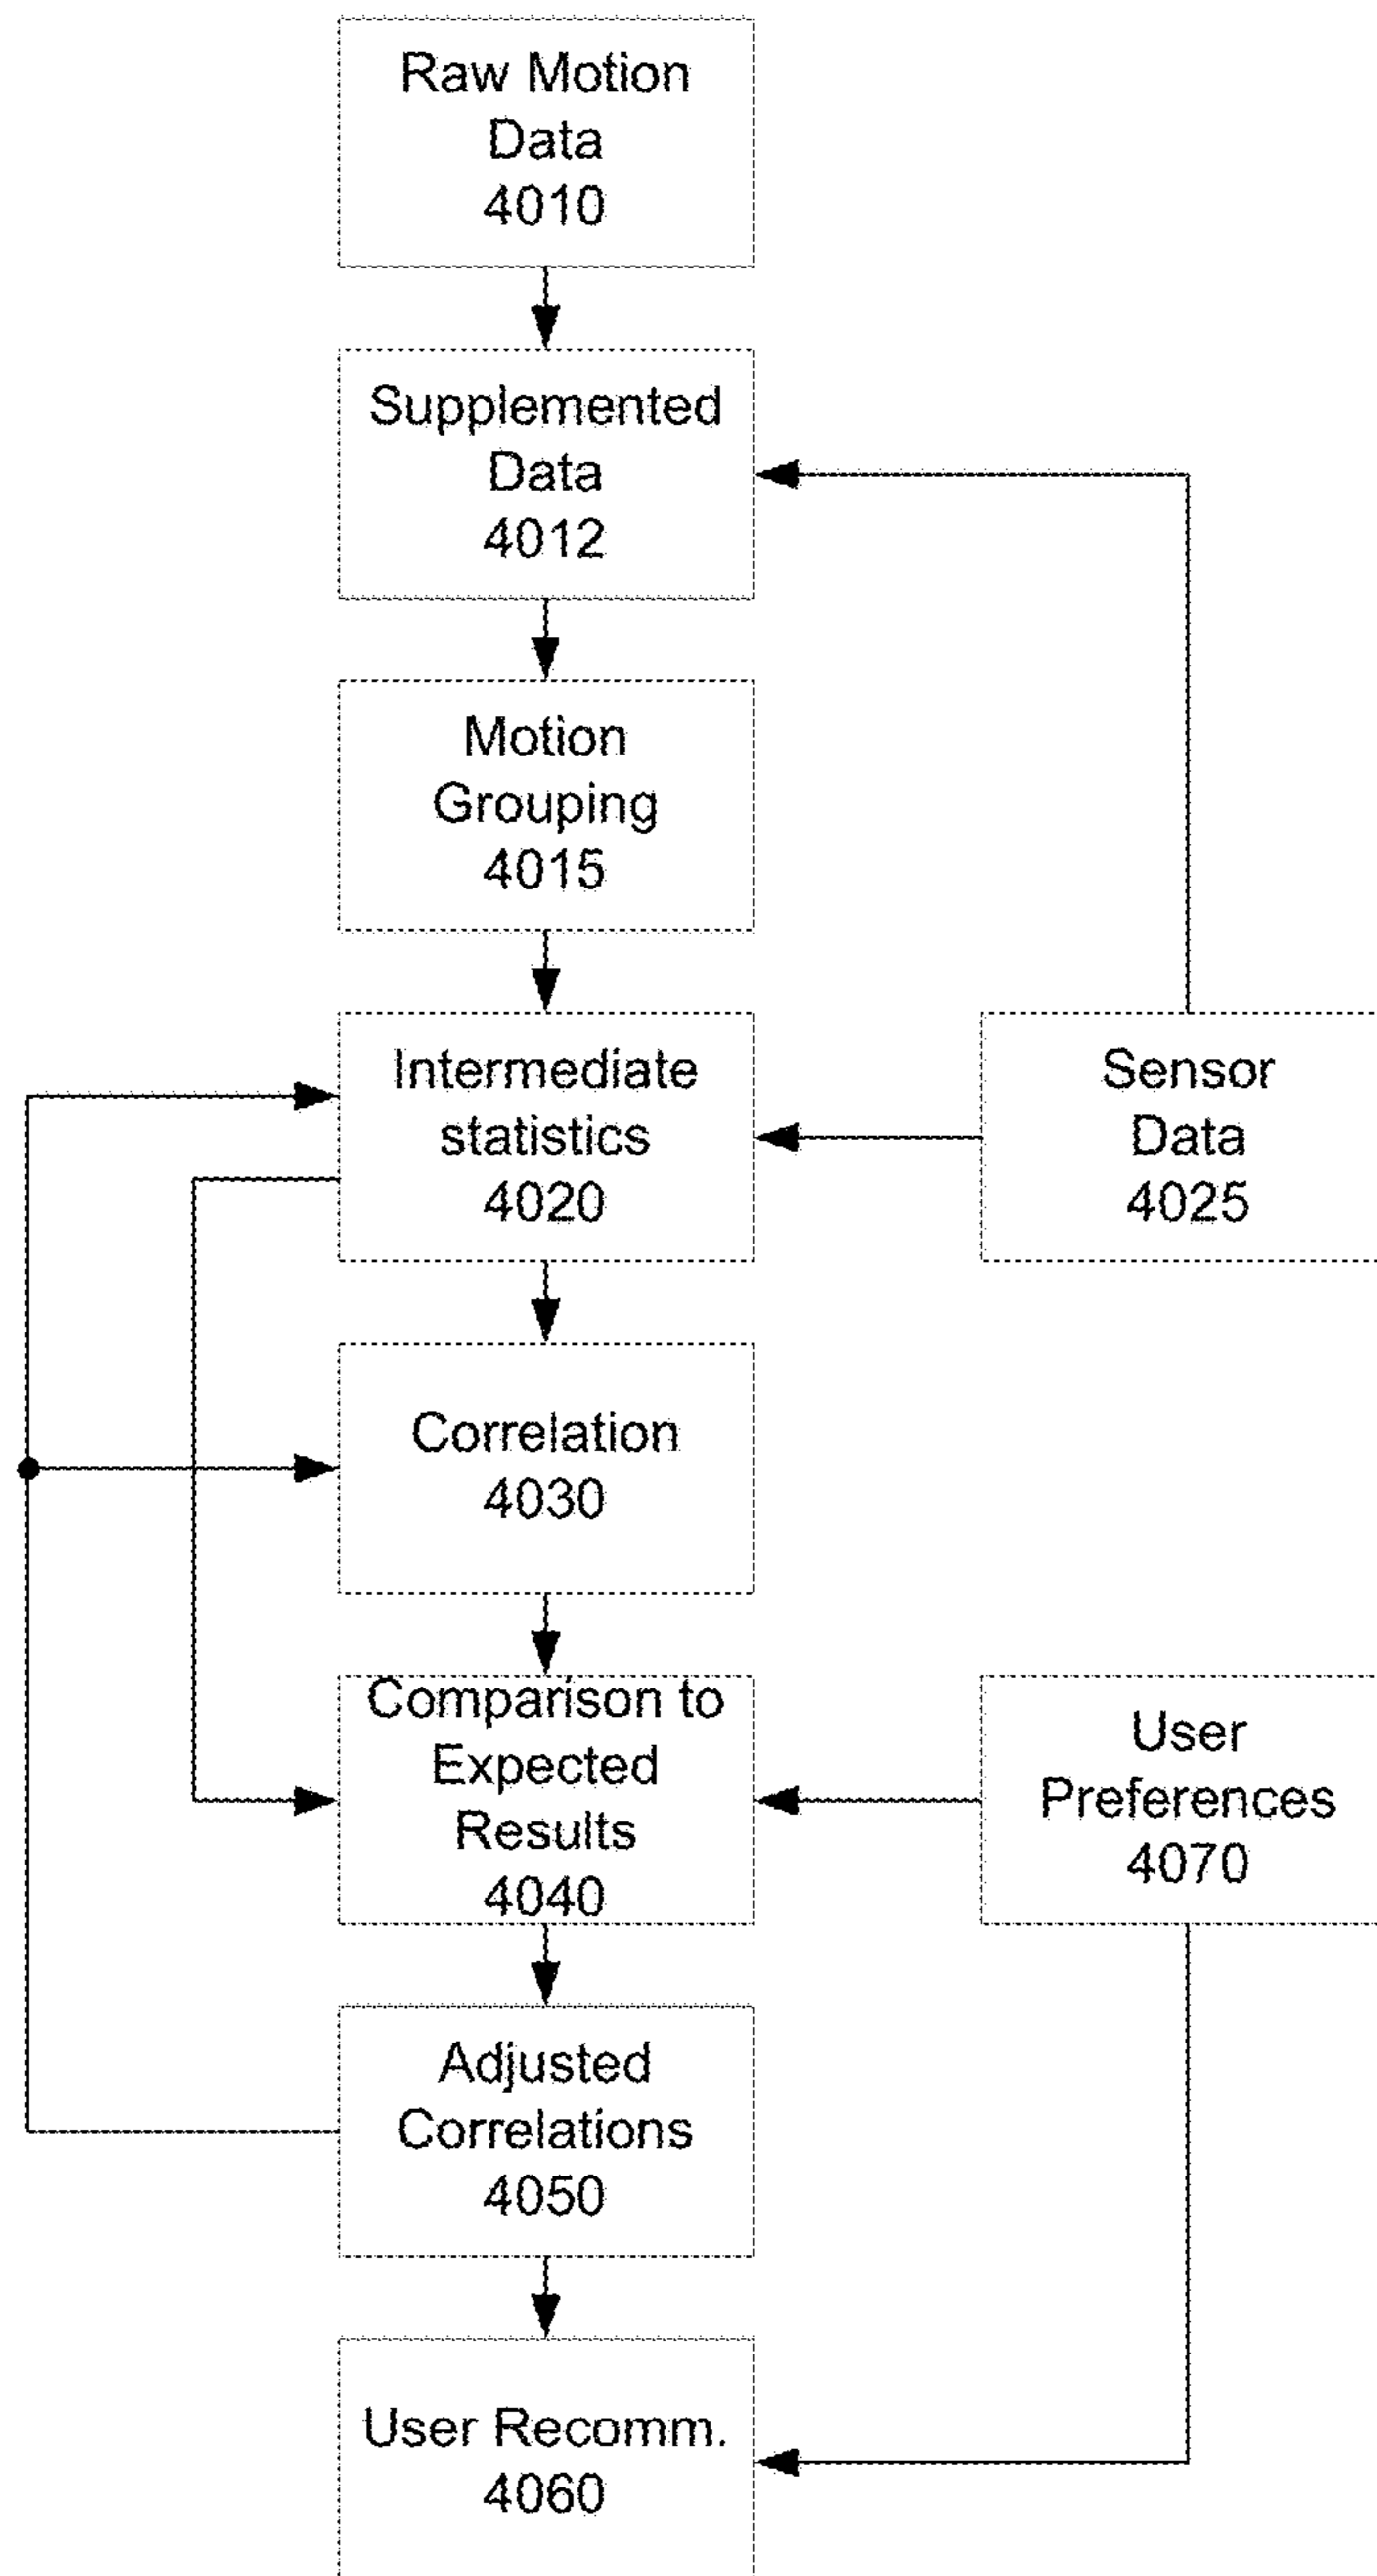 Raw Motion
Data
4010
Supplemented
Data
4012
Motion
Grouping
4015
Intermediate
statistics
4020
Sensor
Data
4025
Correlation
4030
Comparison to
Expected
Results
4040
User
Preferences
4070
Adjusted
Correlations
4050
User Recomm.
4060